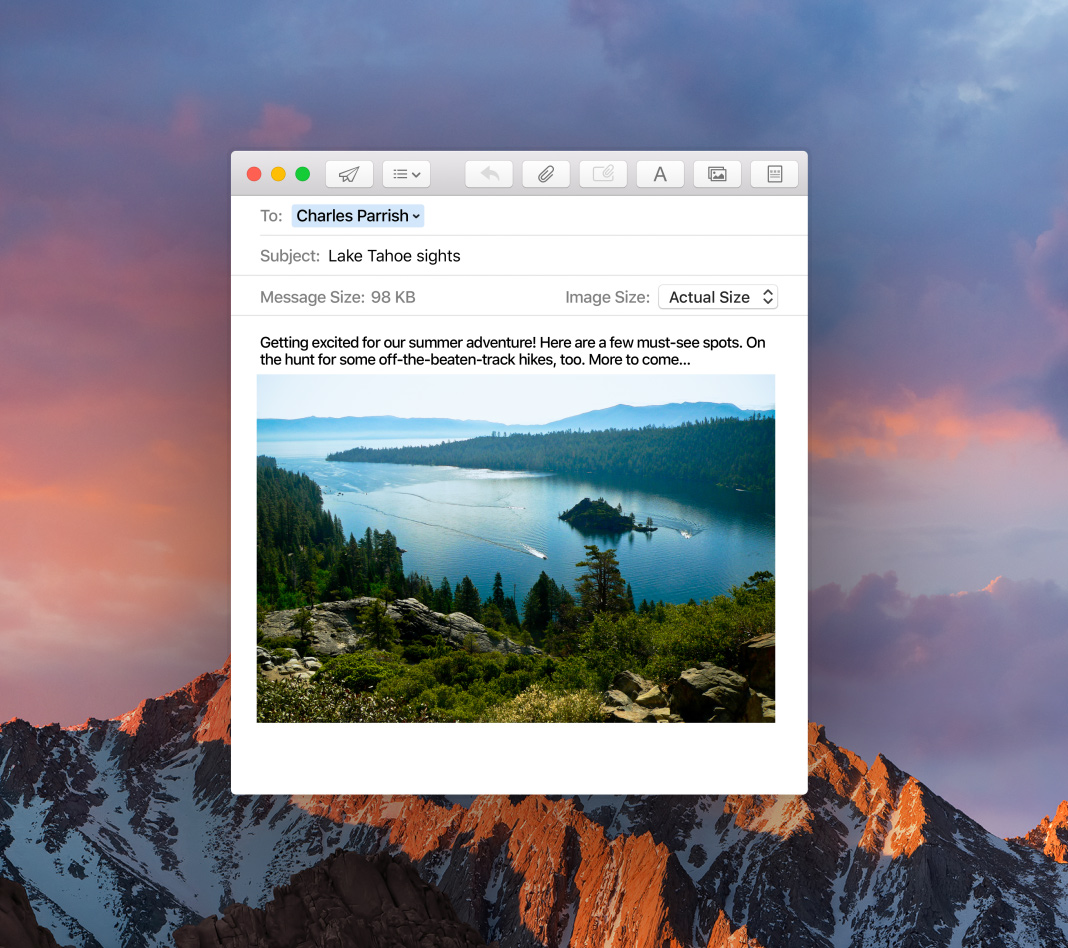 To: Charles Parrish
Subject: Lake Tahoe sights
Message Size: 98 KB Image Size: Actual Size
Getting excited for our summer adventure! Here are a few must-see spots. On
the hunt for some off-the-beaten-track hikes, too. More to come...